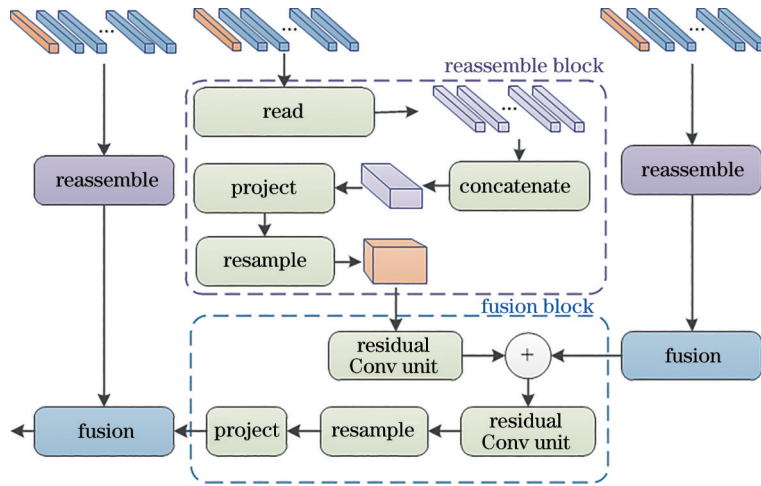 ...
...
...
reassemble block
read
...
reassemble
project
concatenate
reassemble
resample
fusion block
residual
Conv unit
+
fusion
fusion
project
resample
residual
Conv unit